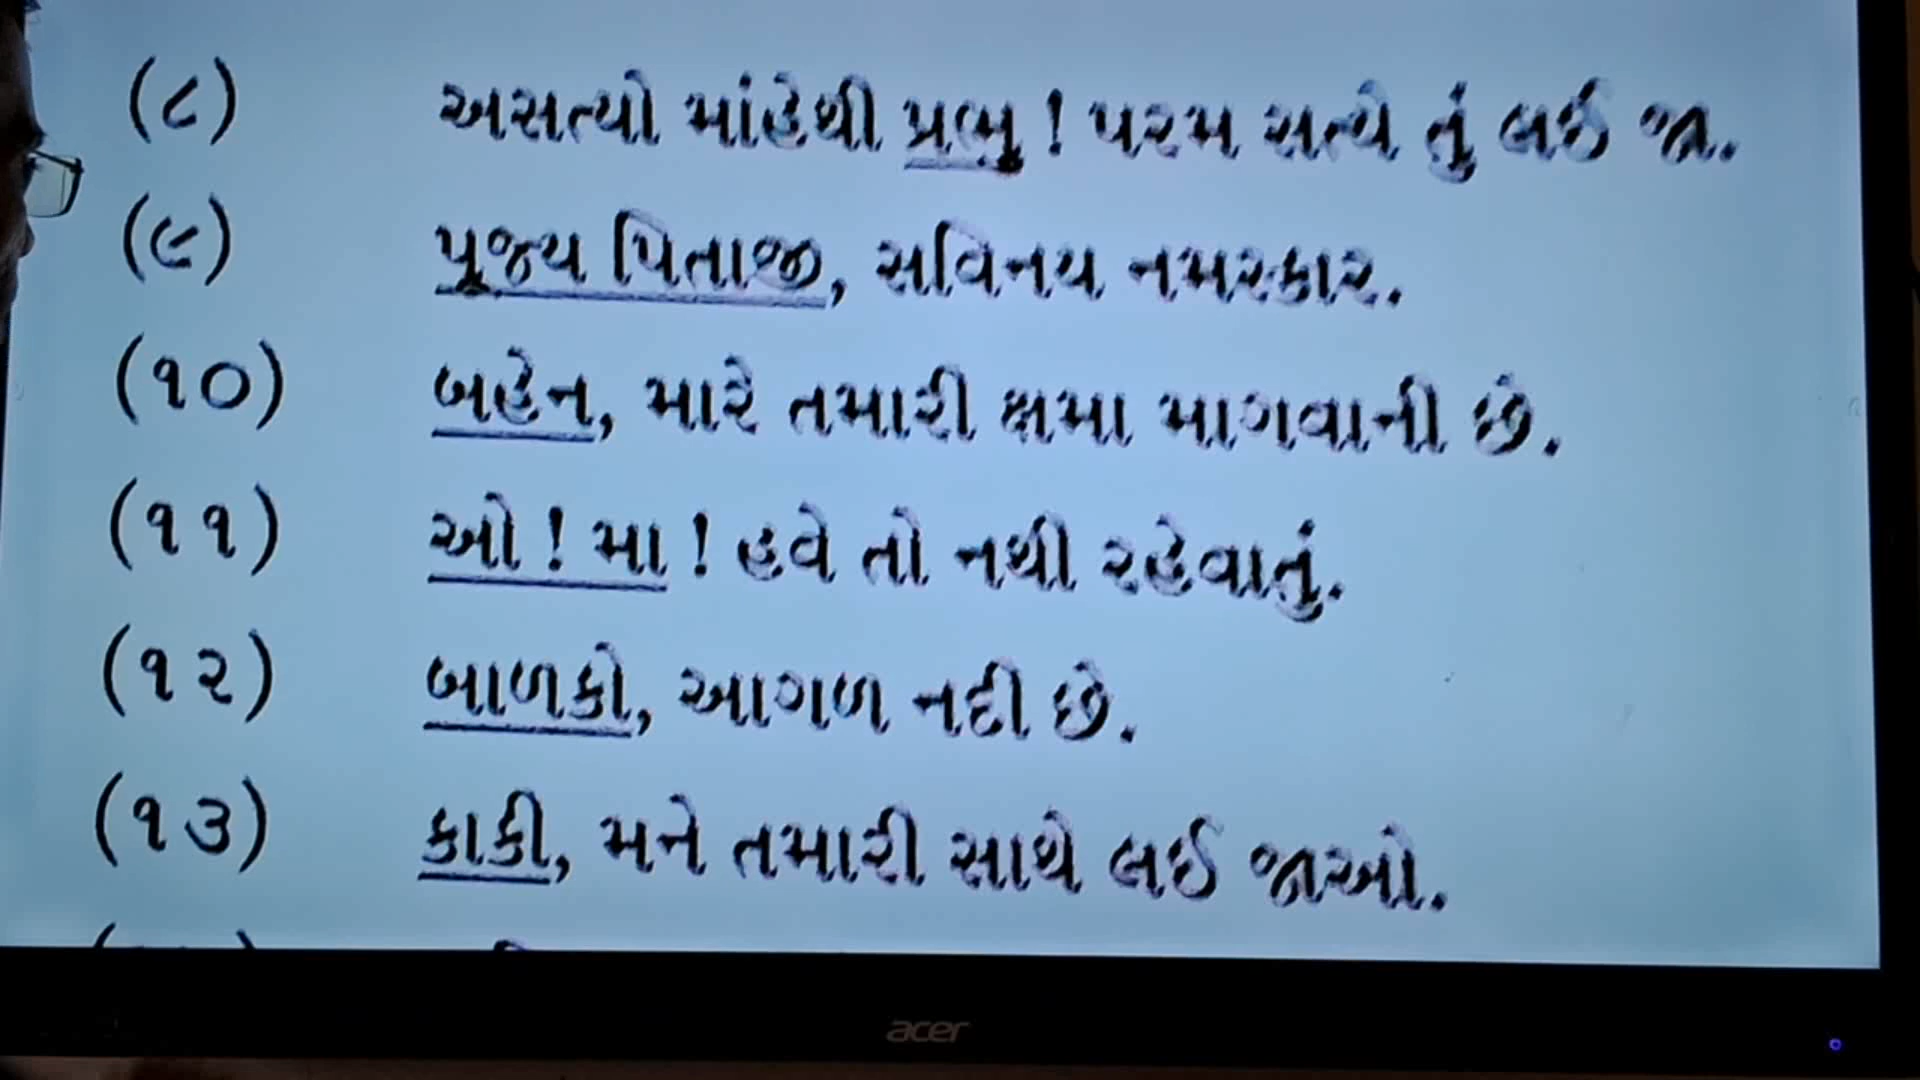 (૮) અસત્યો માંહેથી પ્રભુ ! પરમ સત્યે તું લઈ જા.
(૯) પૂજ્ય પિતાજી, સવિનય નમસ્કાર.
(૧૦) બહેન, મારે તમારી ક્ષમા માગવાની છે.
(૧૧) ઓ ! મા ! હવે તો નથી રહેવાતું.
(૧૨) બાળકો, આગળ નદી છે.
(૧૩) કાકી, મને તમારી સાથે લઈ જાઓ.
acer